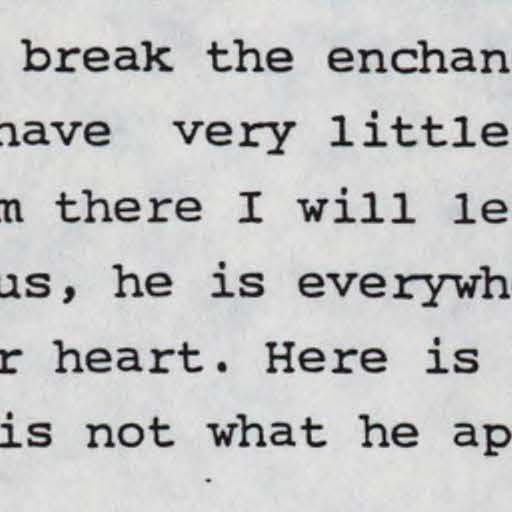 break the enchan
have very little
m there I will le
us, he is everywh
r heart. Here is
is not what he ap